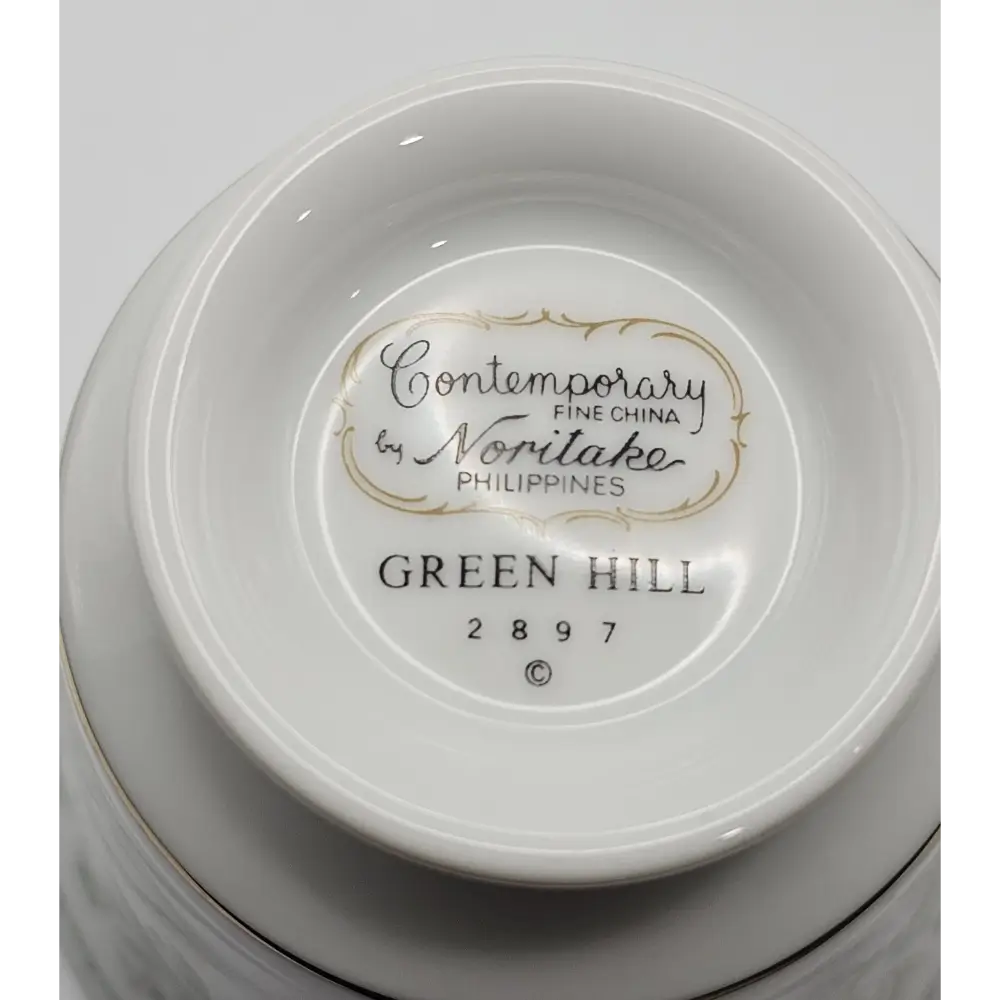 Contemporary
FINE CHINA
by Noritake
PHILIPPINES
GREEN HILL
2897
©